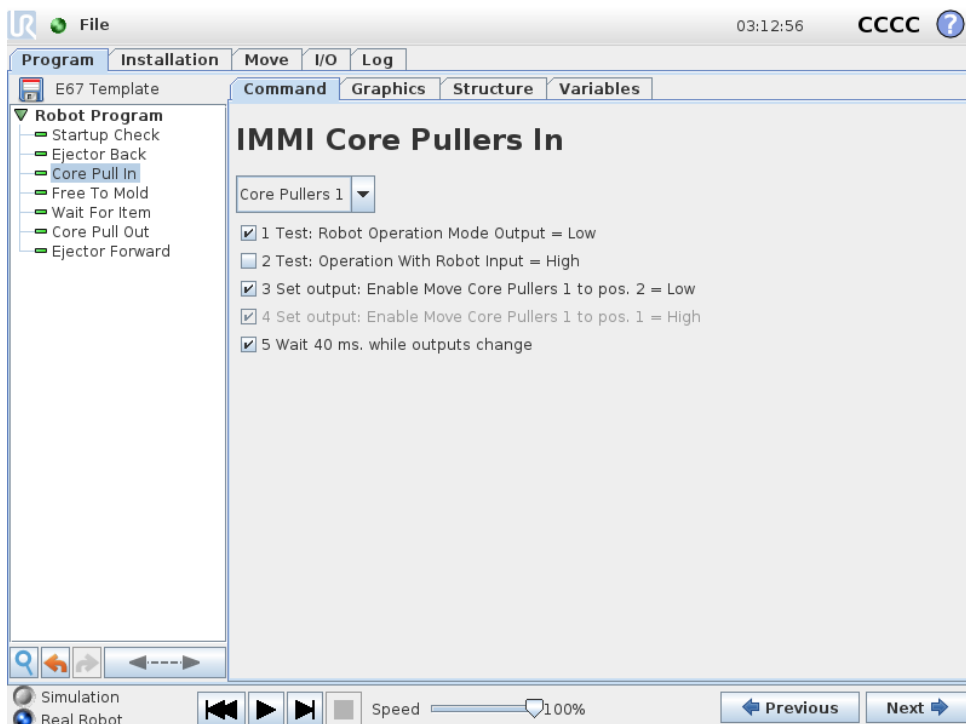 UR File 03:12:56 CCCC ?
Program Installation Move I/O Log
E67 Template
Command Graphics Structure Variables
Robot Program
Startup Check
Ejector Back
Core Pull In
Free To Mold
Wait For Item
Core Pull Out
Ejector Forward
IMMI Core Pullers In
Core Pullers 1
1 Test: Robot Operation Mode Output = Low
2 Test: Operation With Robot Input = High
3 Set output: Enable Move Core Pullers 1 to pos. 2 = Low
4 Set output: Enable Move Core Pullers 1 to pos. 1 = High
5 Wait 40 ms. while outputs change
Simulation
Real Robot
Speed 100%
Previous Next